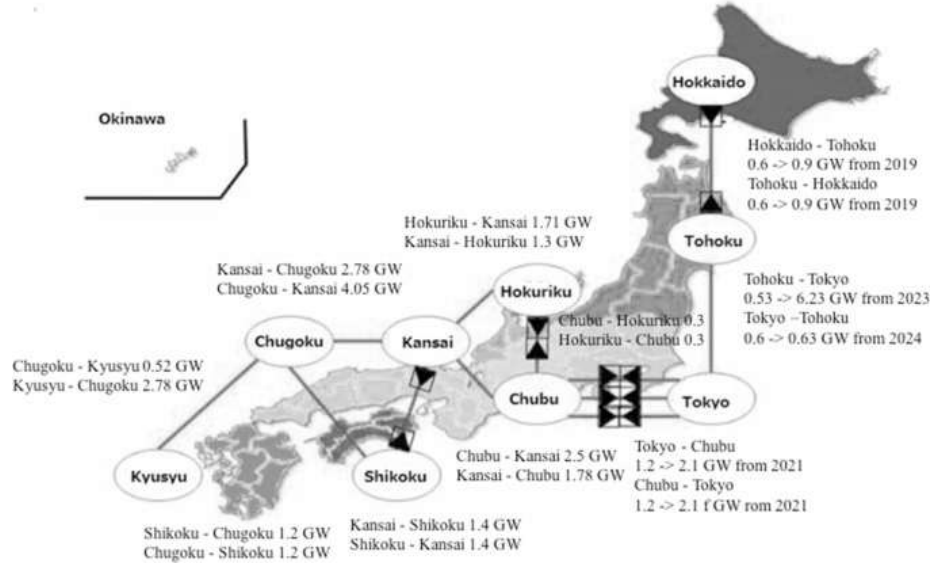 Okinawa
Hokkaido
Hokkaido - Tohoku
0.6 -> 0.9 GW from 2019
Tohoku - Hokkaido
0.6 -> 0.9 GW from 2019
Hokuriku - Kansai 1.71 GW
Kansai - Hokuriku 1.3 GW
Tohoku
Kansai - Chugoku 2.78 GW
Chugoku - Kansai 4.05 GW
Hokuriku
Tohoku - Tokyo
0.53 -> 6.23 GW from 2023
Tokyo –Tohoku
0.6 -> 0.63 GW from 2024
Chubu - Hokuriku 0.3
Hokuriku - Chubu 0.3
Chugoku
Kansai
Chugoku - Kyusyu 0.52 GW
Kyusyu - Chugoku 2.78 GW
Chubu
Tokyo
Tokyo - Chubu
1.2 -> 2.1 GW from 2021
Chubu - Tokyo
1.2 -> 2.1 f GW rom 2021
Chubu - Kansai 2.5 GW
Kansai - Chubu 1.78 GW
Kyusyu
Shikoku
Shikoku - Chugoku 1.2 GW
Chugoku - Shikoku 1.2 GW
Kansai - Shikoku 1.4 GW
Shikoku - Kansai 1.4 GW